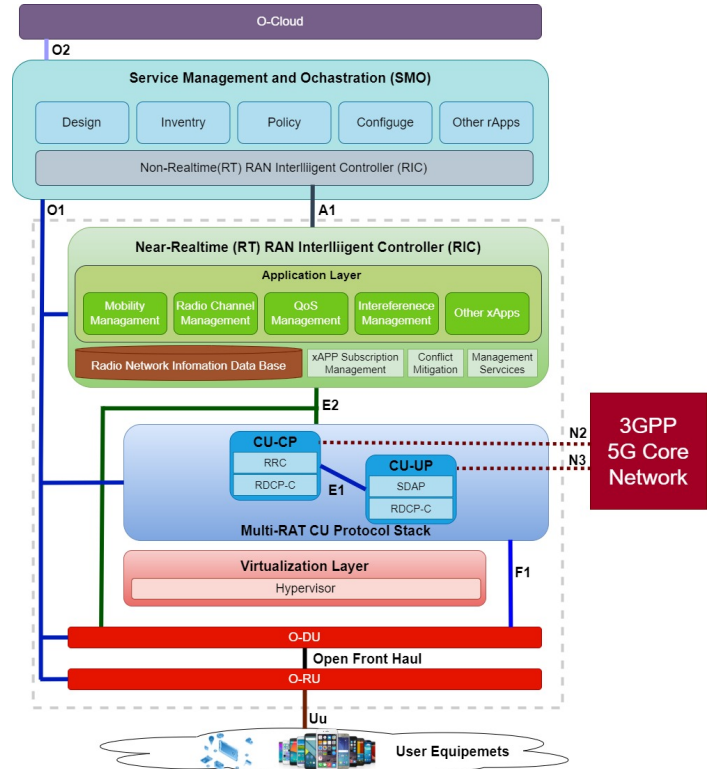 O-Cloud
O2
Service Management and Ochastration (SMO)
Design
Inventry
Policy
Configuge
Other rApps
Non-Realtime(RT) RAN Interlliigent Controller (RIC)
O1
A1
Near-Realtime (RT) RAN Interlliigent Controller (RIC)
Application Layer
Mobility
Managament
Radio Channel
Management
QoS
Management
Intereferenece
Management
Other xApps
Radio Network Infomation Data Base
xAPP Subscription
Management
Conflict
Mitigation
Management
Servcices
E2
CU-CP
RRC
RDCP-C
E1
CU-UP
SDAP
RDCP-C
Multi-RAT CU Protocol Stack
N2
N3
3GPP
5G Core
Network
Virtualization Layer
Hypervisor
F1
O-DU
Open Front Haul
O-RU
Uu
User Equipemets